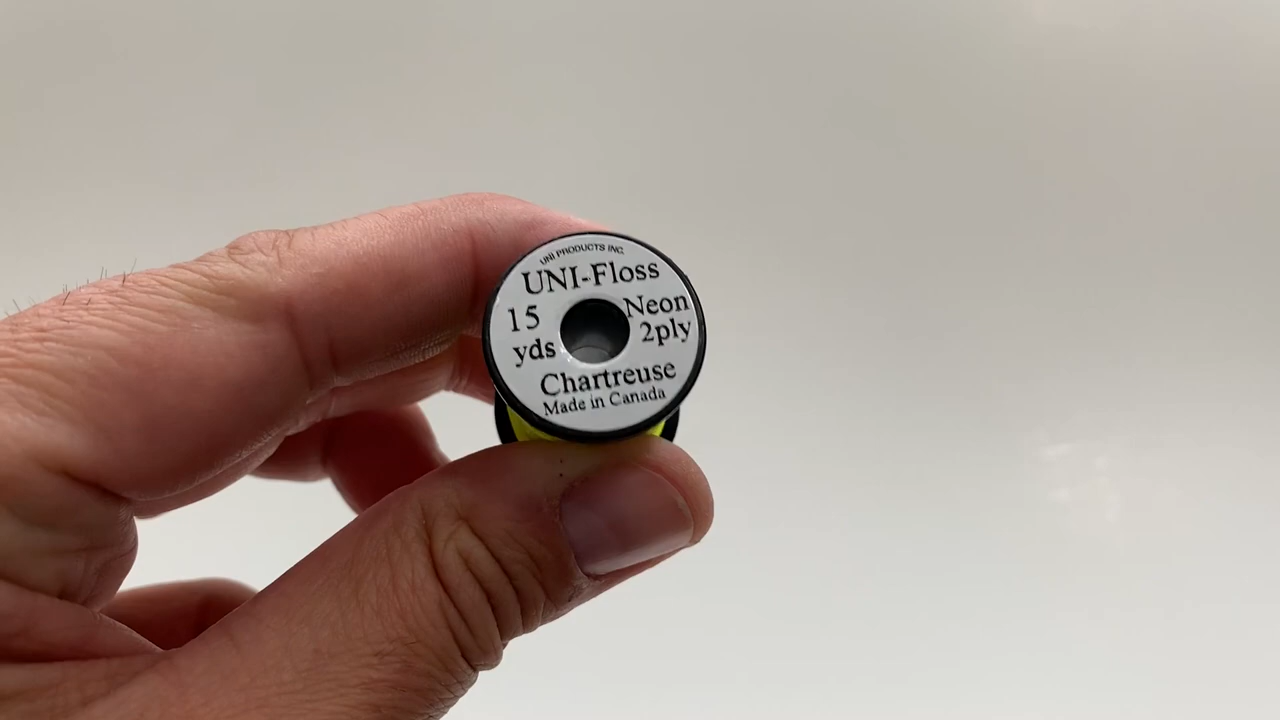 UNI PRODUCTS INC.
UNI-Floss
15 yds
Neon 2ply
Chartreuse
Made in Canada